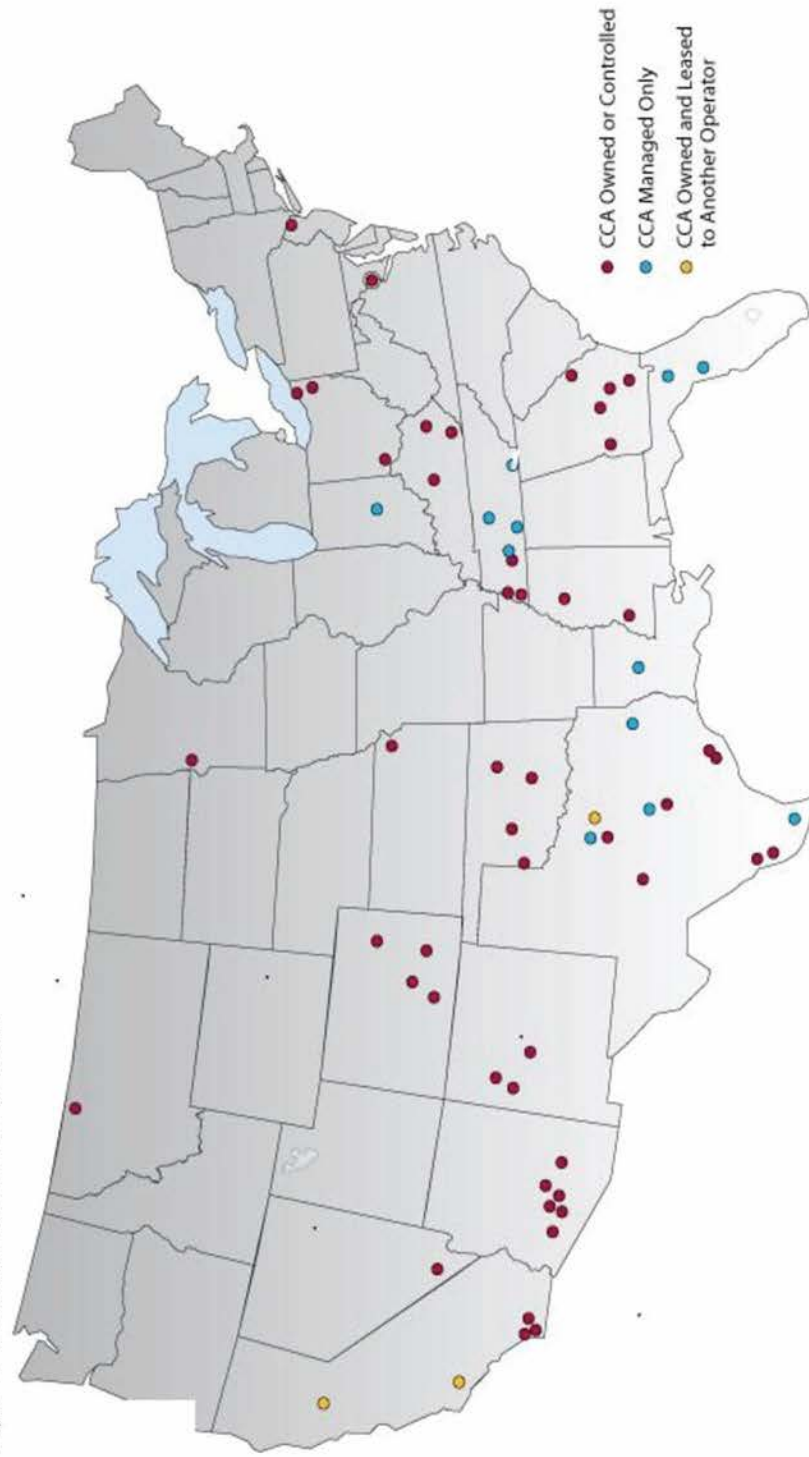 CCA Owned or Controlled
CCA Managed Only
CCA Owned and Leased
to Another Operator